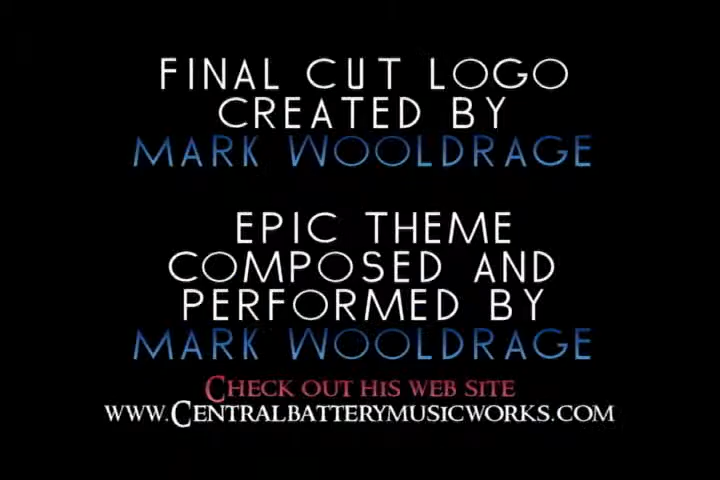 FINAL CUT LOGO
CREATED BY
MARK WOOLDRAGE
EPIC THEME
COMPOSED AND
PERFORMED BY
MARK WOOLDRAGE
CHECK OUT HIS WEB SITE
WWW.CENTRALBATTERYMUSICWORKS.COM